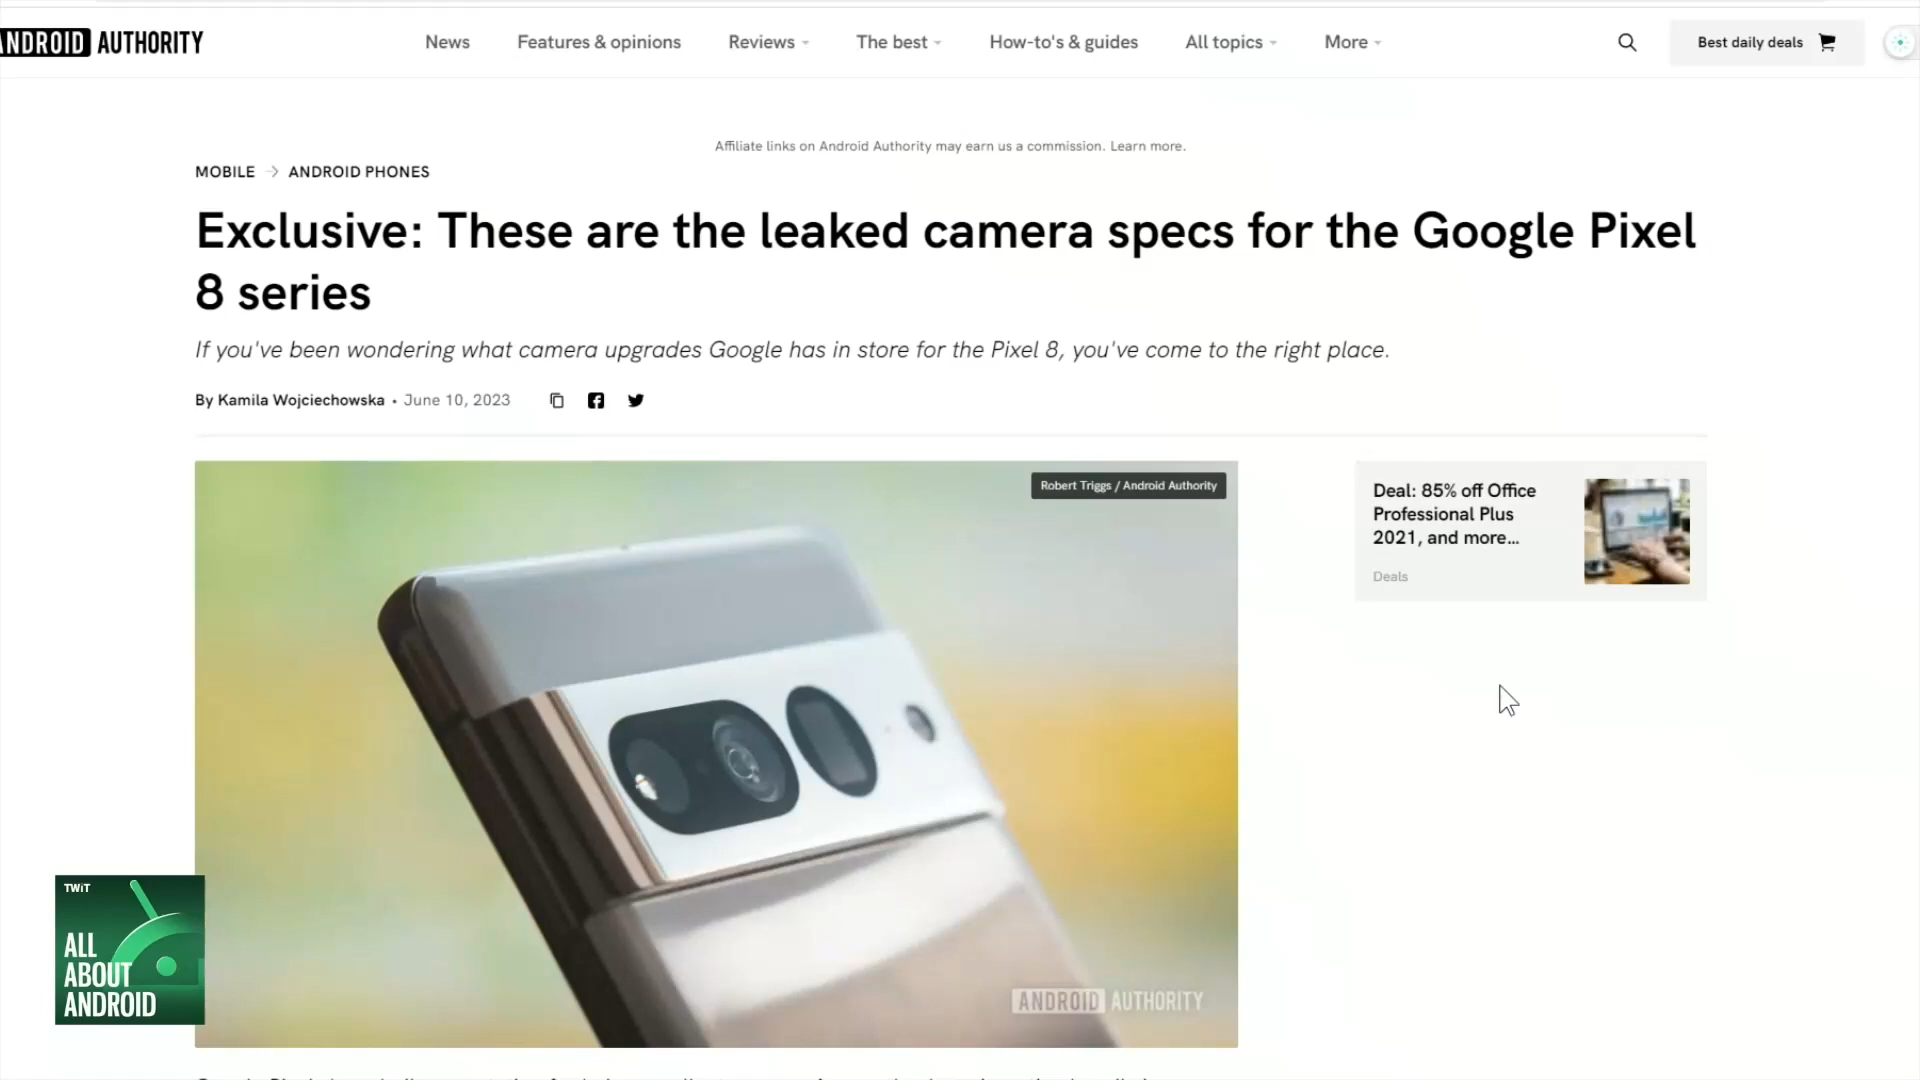 ANDROID AUTHORITY
News
Features & opinions
Reviews
The best
How-to's & guides
All topics
More
Best daily deals
Affiliate links on Android Authority may earn us a commission. Learn more.
MOBILE
ANDROID PHONES
Exclusive: These are the leaked camera specs for the Google Pixel
8 series
If you've been wondering what camera upgrades Google has in store for the Pixel 8, you've come to the right place.
By Kamila Wojciechowska • June 10, 2023
Robert Triggs / Android Authority
Deal: 85% off Office
Professional Plus
2021, and more...
Deals
TWiT
ALL
ABOUT
ANDROID
ANDROID AUTHORITY